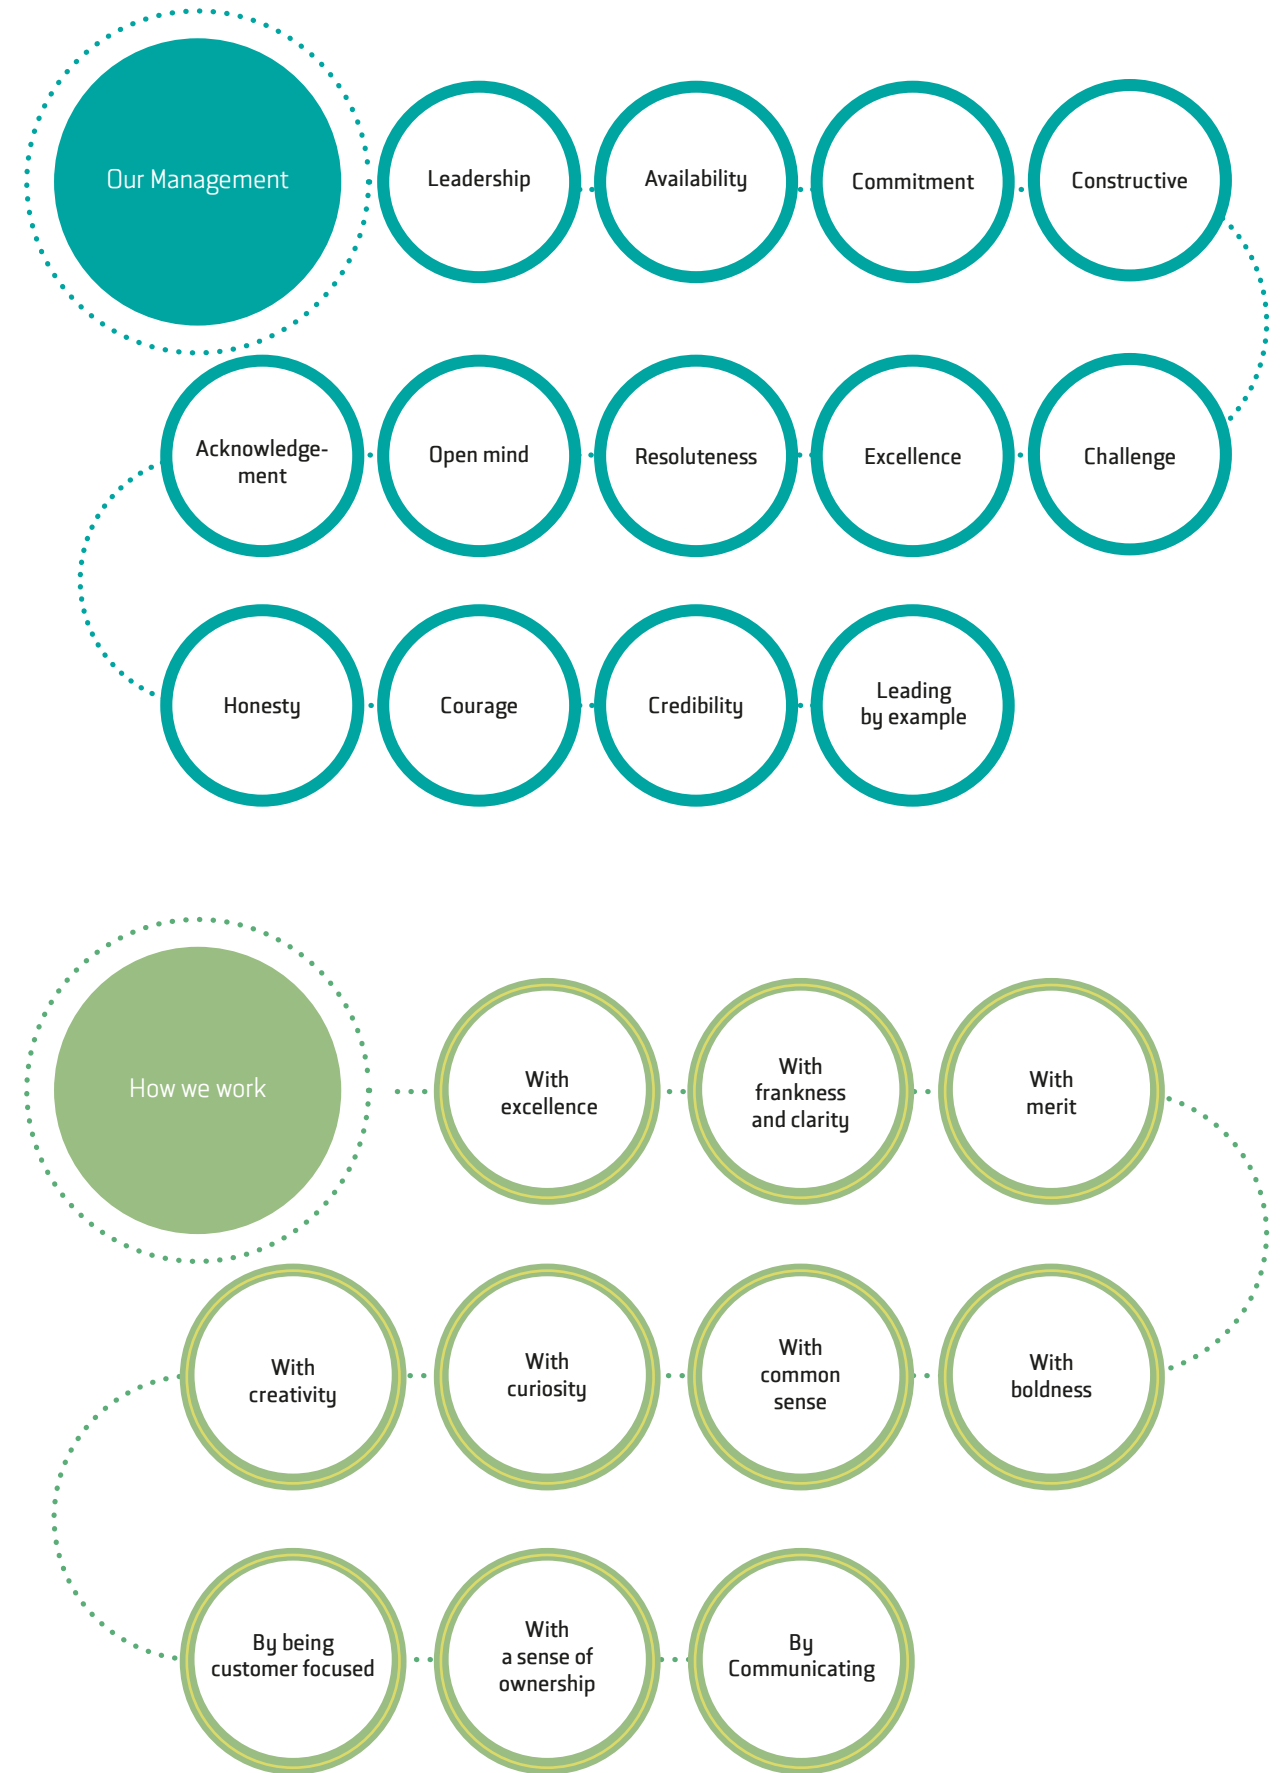 Our Management
Leadership
Availability
Commitment
Constructive
Acknowledge-
ment
Open mind
Resoluteness
Excellence
Challenge
Honesty
Courage
Credibility
Leading
by example
How we work
With
excellence
With
frankness
and clarity
With
merit
With
creativity
With
curiosity
With
common
sense
With
boldness
By being
customer focused
With
a sense of
ownership
By
Communicating